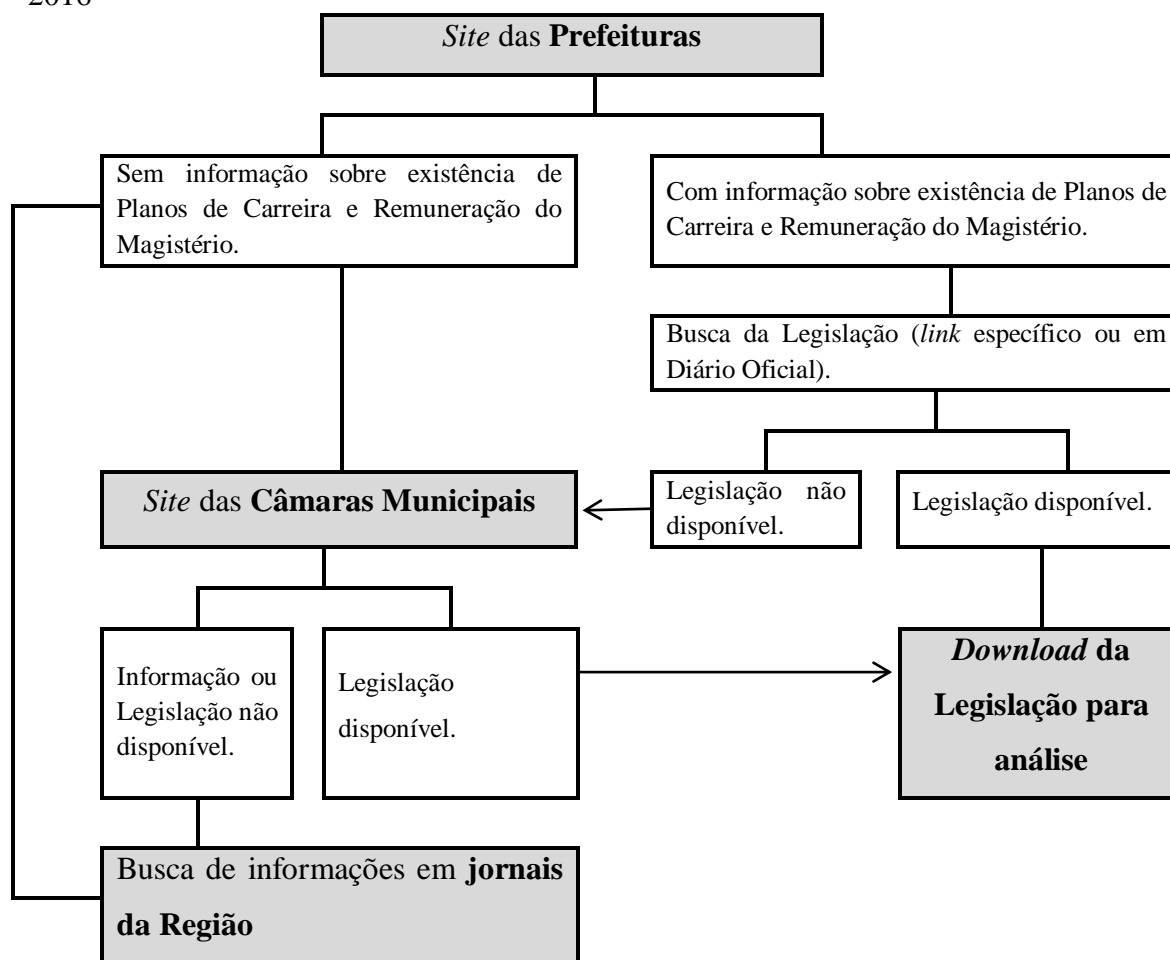 2016
Site das Prefeituras
Sem informação sobre existência de
Planos de Carreira e Remuneração do
Magistério.
Com informação sobre existência de Planos de
Carreira e Remuneração do Magistério.
Busca da Legislação (link específico ou em
Diário Oficial).
Site das Câmaras Municipais
Legislação não
disponível.
Legislação disponível.
Informação ou
Legislação não
disponível.
Legislação
disponível.
Download da
Legislação para
análise
Busca de informações em jornais
da Região